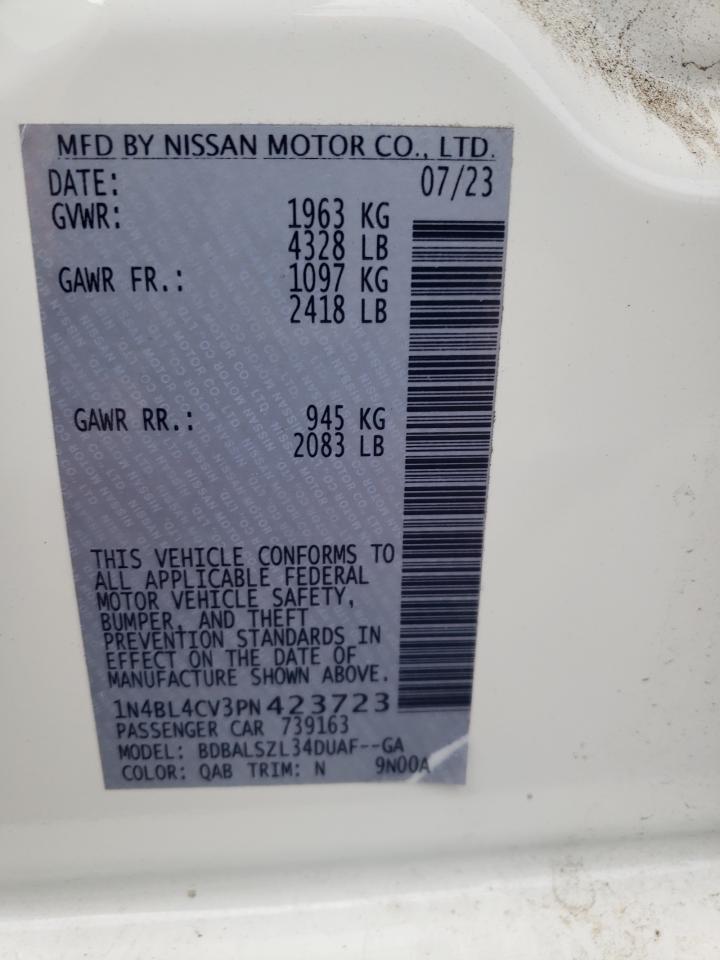 MFD BY NISSAN MOTOR CO., LTD.
DATE: 07/23
GVWR: 1963 KG
4328 LB
GAWR FR.: 1097 KG
2418 LB
GAWR RR.: 945 KG
2083 LB
THIS VEHICLE CONFORMS TO
ALL APPLICABLE FEDERAL
MOTOR VEHICLE SAFETY,
BUMPER, AND THEFT
PREVENTION STANDARDS IN
EFFECT ON THE DATE OF
MANUFACTURE SHOWN ABOVE.
1N4BL4CV3PN423723
PASSENGER CAR 739163
MODEL: BDBALSZL34DUAF--GA
COLOR: QAB TRIM: N 9N00A